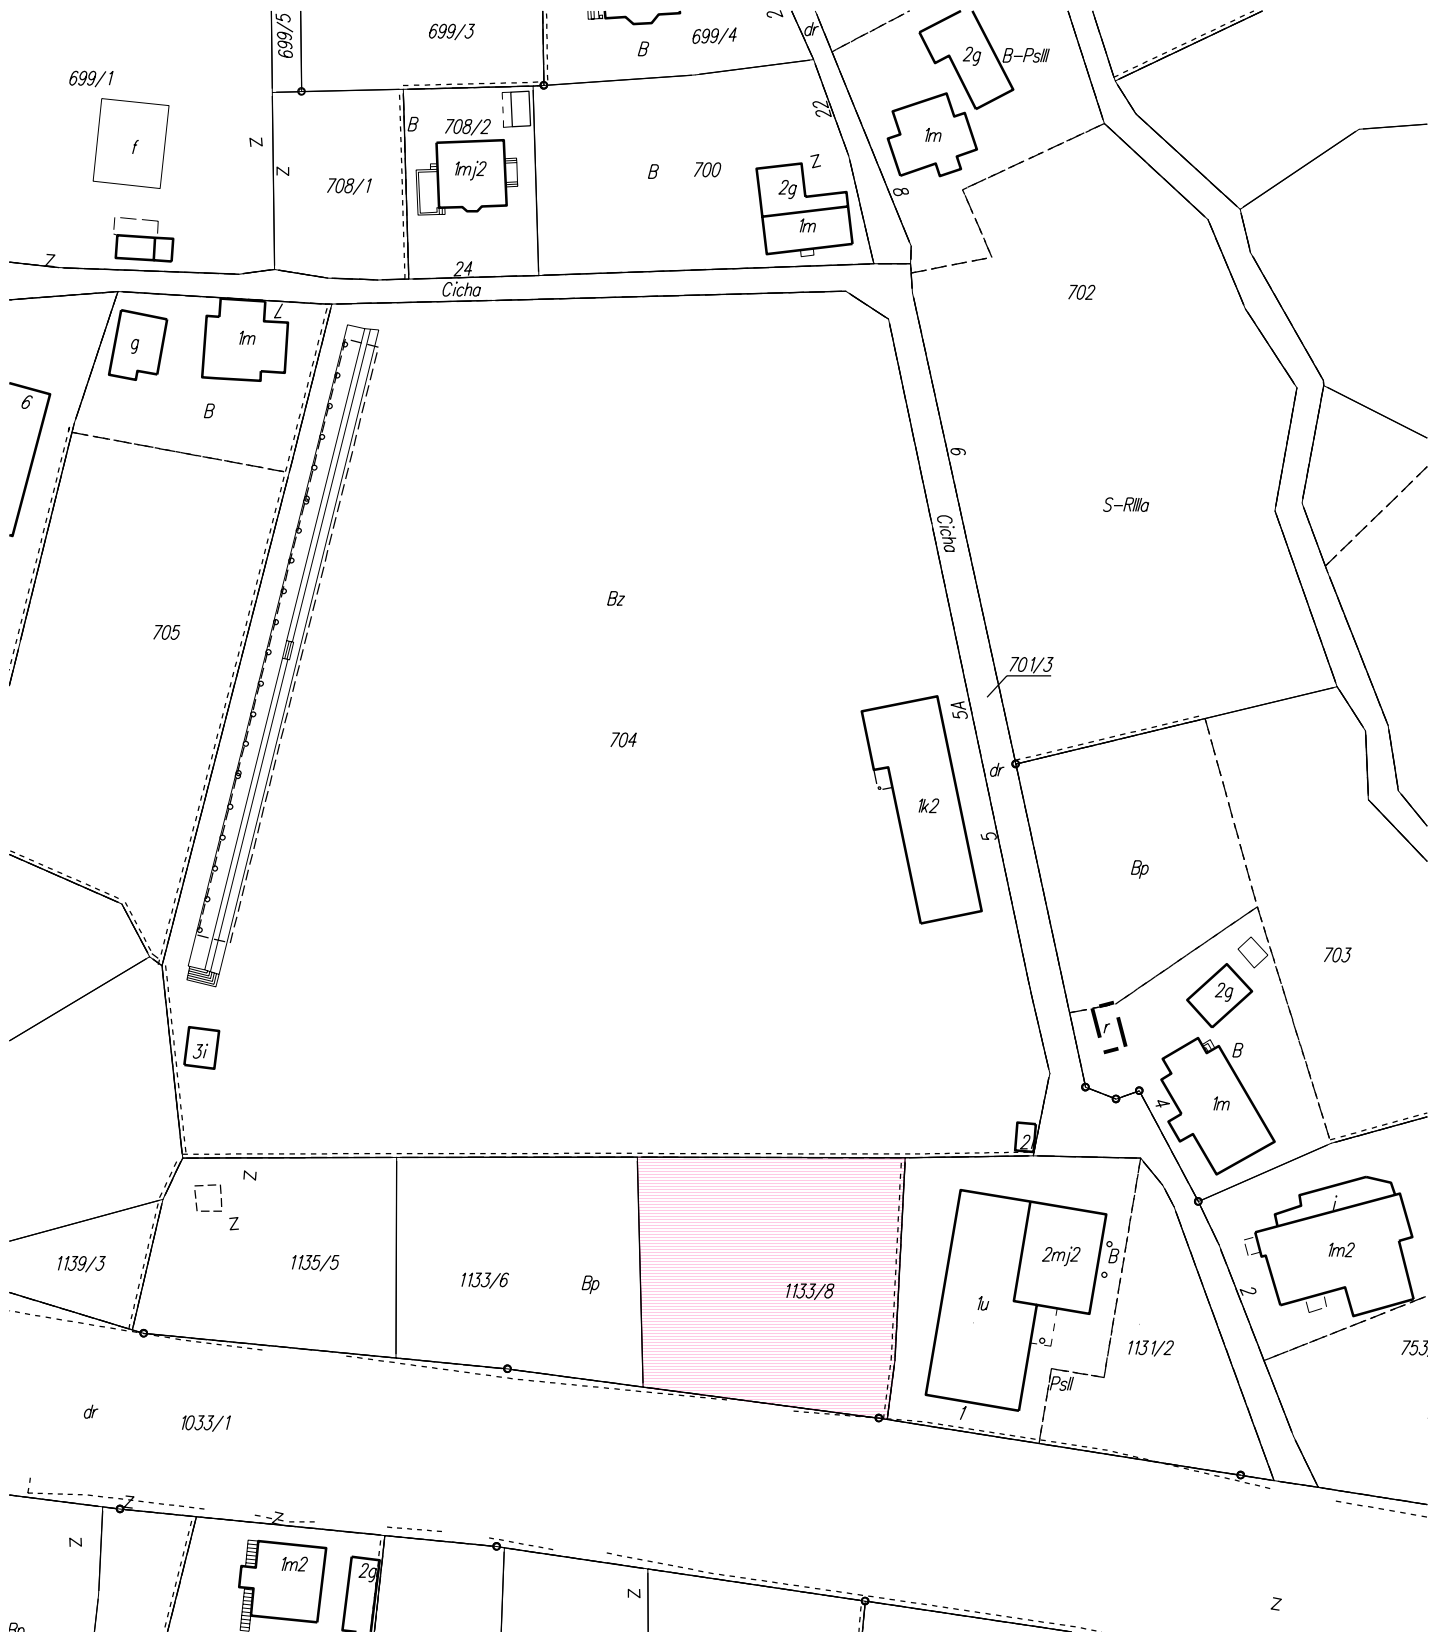 699/5
699/3
699/4
B
2
dr
2g
B-PsIII
699/1
22
f
Z
Z
B
708/2
1mj2
708/1
B
700
Z
2g
1m
1m
8
Z
24
Cicha
702
g
1m
7
B
6
9
Cicha
S-RIIIa
Bz
705
701/3
704
5A
dr
1k2
5
Bp
703
2g
r
B
3i
4
1m
2
Z
Z
1139/3
1135/5
1133/6
Bp
1133/8
2mj2
B
1u
i
1m2
2
1131/2
753
PsII
1
dr
1033/1
Z
Z
Z
1m2
2g
Z
Z
Bp